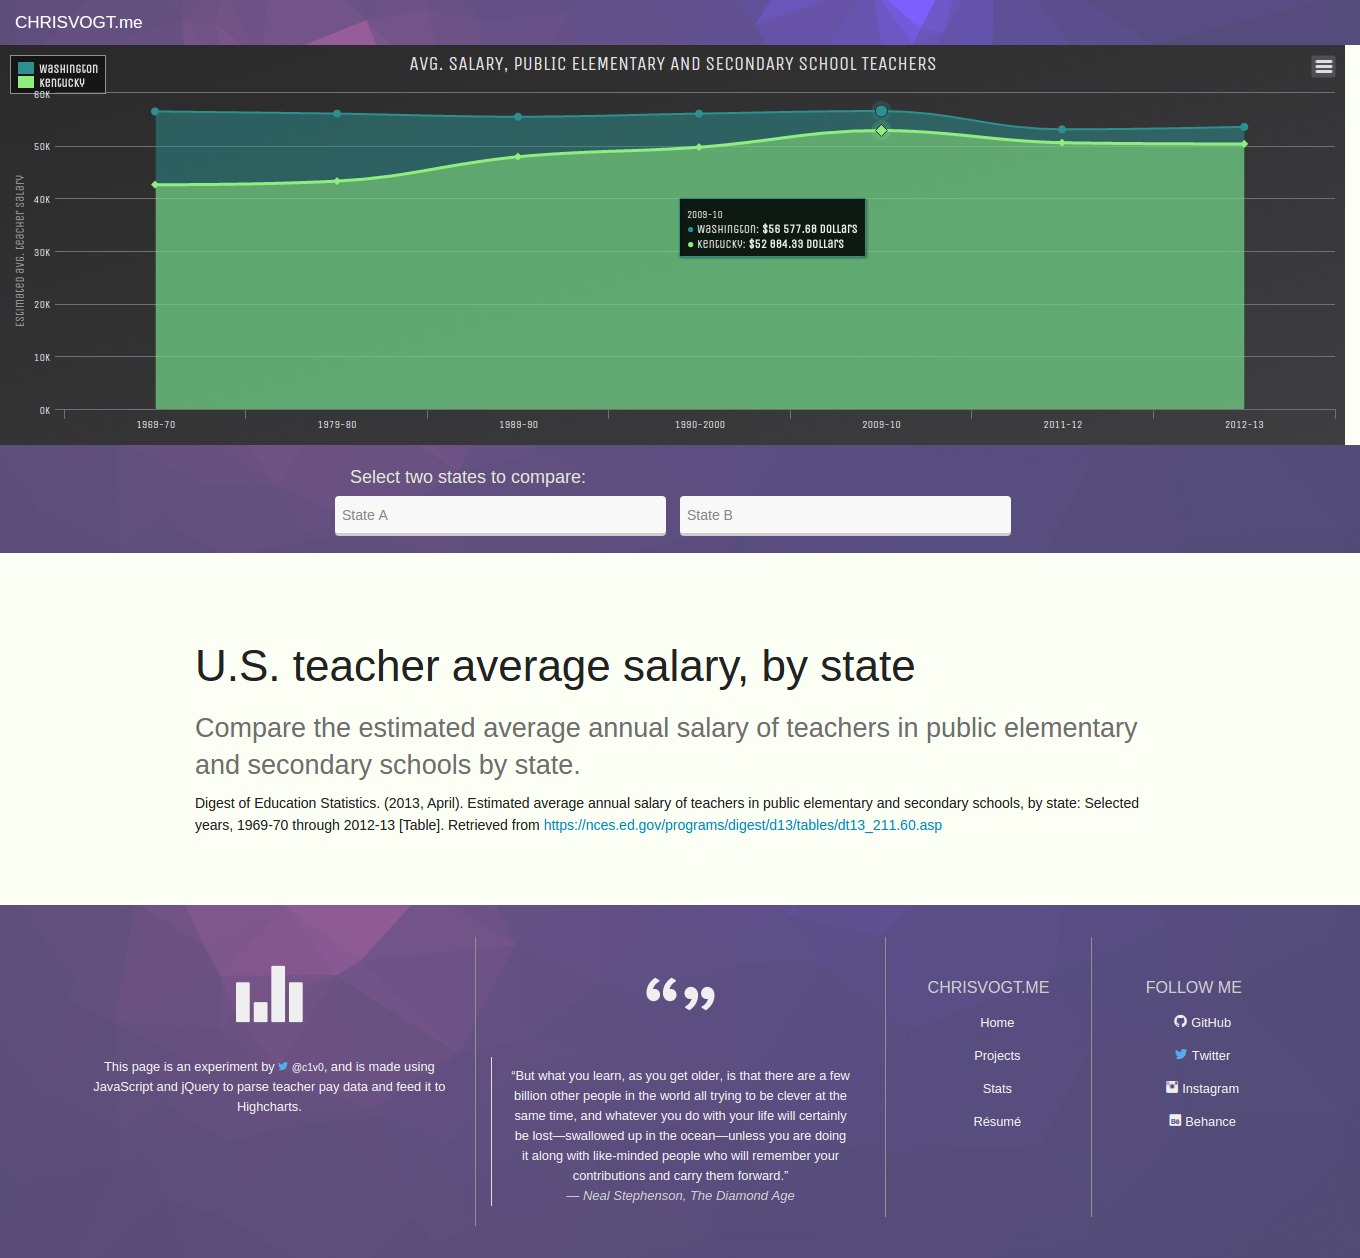 CHRISVOGT.me
AVG. SALARY, PUBLIC ELEMENTARY AND SECONDARY SCHOOL TEACHERS
Washington
Kentucky
60K
50K
40K
30K
20K
10K
0K
Estimated avg. teacher salary
2009-10
Washington: $56 577.68 Dollars
Kentucky: $52 884.33 Dollars
1969-70
1979-80
1989-90
1990-2000
2009-10
2011-12
2012-13
Select two states to compare:
State A
State B
U.S. teacher average salary, by state
Compare the estimated average annual salary of teachers in public elementary
and secondary schools by state.
Digest of Education Statistics. (2013, April). Estimated average annual salary of teachers in public elementary and secondary schools, by state: Selected
years, 1969-70 through 2012-13 [Table]. Retrieved from https://nces.ed.gov/programs/digest/d13/tables/dt13_211.60.asp
This page is an experiment by @c1v0, and is made using
JavaScript and jQuery to parse teacher pay data and feed it to
Highcharts.
“But what you learn, as you get older, is that there are a few
billion other people in the world all trying to be clever at the
same time, and whatever you do with your life will certainly
be lost—swallowed up in the ocean—unless you are doing
it along with like-minded people who will remember your
contributions and carry them forward.”
— Neal Stephenson, The Diamond Age
CHRISVOGT.ME
Home
Projects
Stats
Résumé
FOLLOW ME
GitHub
Twitter
Instagram
Behance